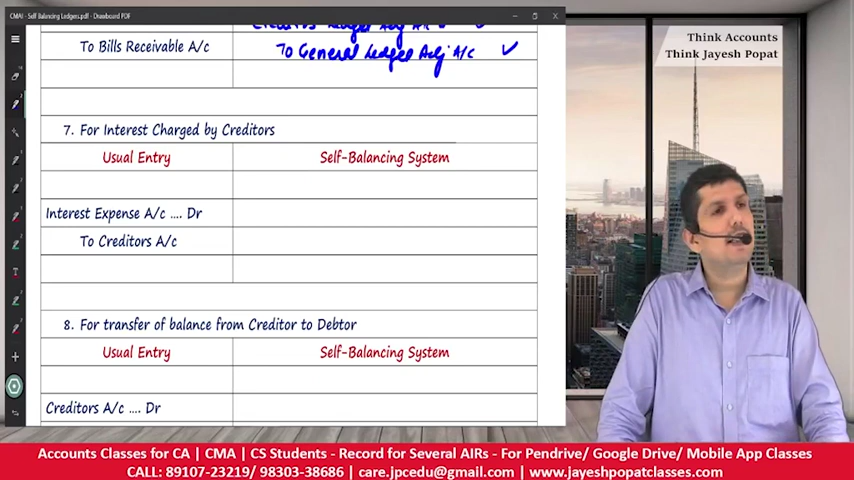 CMAI - Self Balancing Ledgers.pdf - Drawboard PDF
Think Accounts
Think Jayesh Popat
Creditors Ledger Adj A/c
To Bills Receivable A/c
To General Ledger Adj A/c ✓
7. For Interest Charged by Creditors
Usual Entry Self-Balancing System
Interest Expense A/c .... Dr
To Creditors A/c
8. For transfer of balance from Creditor to Debtor
Usual Entry Self-Balancing System
Creditors A/c .... Dr
Accounts Classes for CA | CMA | CS Students - Record for Several AIRs - For Pendrive/ Google Drive/ Mobile App Classes
CALL: 89107-23219/ 98303-38686 | care.jpcedu@gmail.com | www.jayeshpopatclasses.com